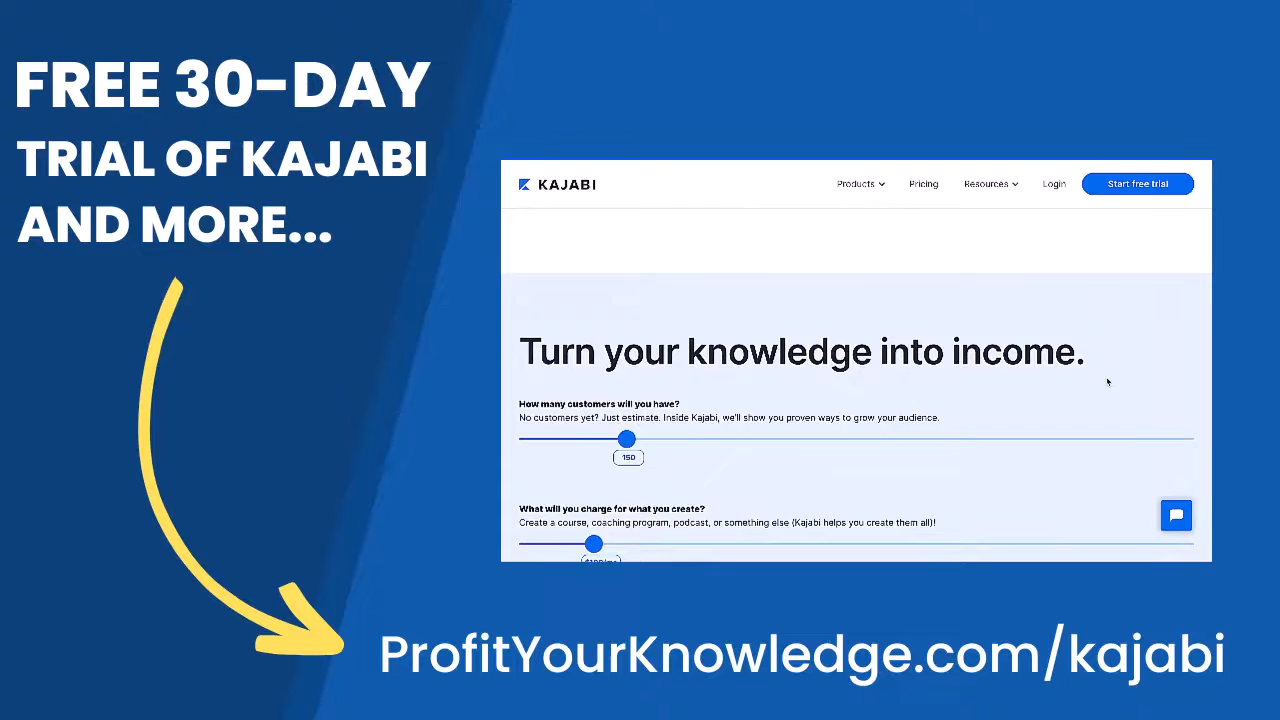 FREE 30-DAY
TRIAL OF KAJABI
AND MORE...
KAJABI
Products
Pricing
Resources
Login
Start free trial
Turn your knowledge into income.
How many customers will you have?
No customers yet? Just estimate. Inside Kajabi, we'll show you proven ways to grow your audience.
150
What will you charge for what you create?
Create a course, coaching program, podcast, or something else (Kajabi helps you create them all)!
ProfitYourKnowledge.com/kajabi